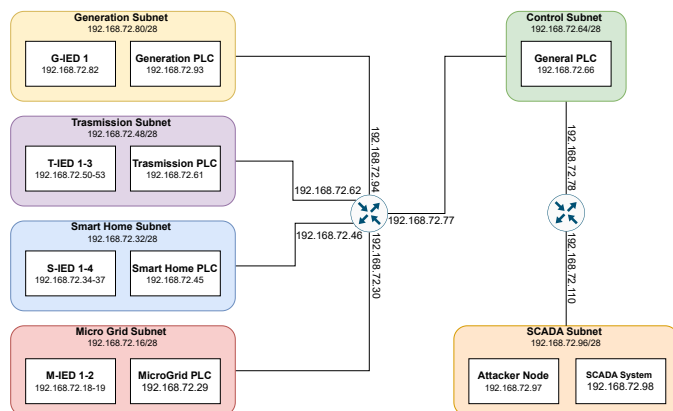 Generation Subnet
192.168.72.80/28
G-IED 1
192.168.72.82
Generation PLC
192.168.72.93
Trasmission Subnet
192.168.72.48/28
T-IED 1-3
192.168.72.50-53
Trasmission PLC
192.168.72.61
Smart Home Subnet
192.168.72.32/28
S-IED 1-4
192.168.72.34-37
Smart Home PLC
192.168.72.45
Micro Grid Subnet
192.168.72.16/28
M-IED 1-2
192.168.72.18-19
MicroGrid PLC
192.168.72.29
192.168.72.94
192.168.72.62
192.168.72.46
192.168.72.30
192.168.72.77
Control Subnet
192.168.72.64/28
General PLC
192.168.72.66
192.168.72.78
192.168.72.110
SCADA Subnet
192.168.72.96/28
Attacker Node
192.168.72.97
SCADA System
192.168.72.98